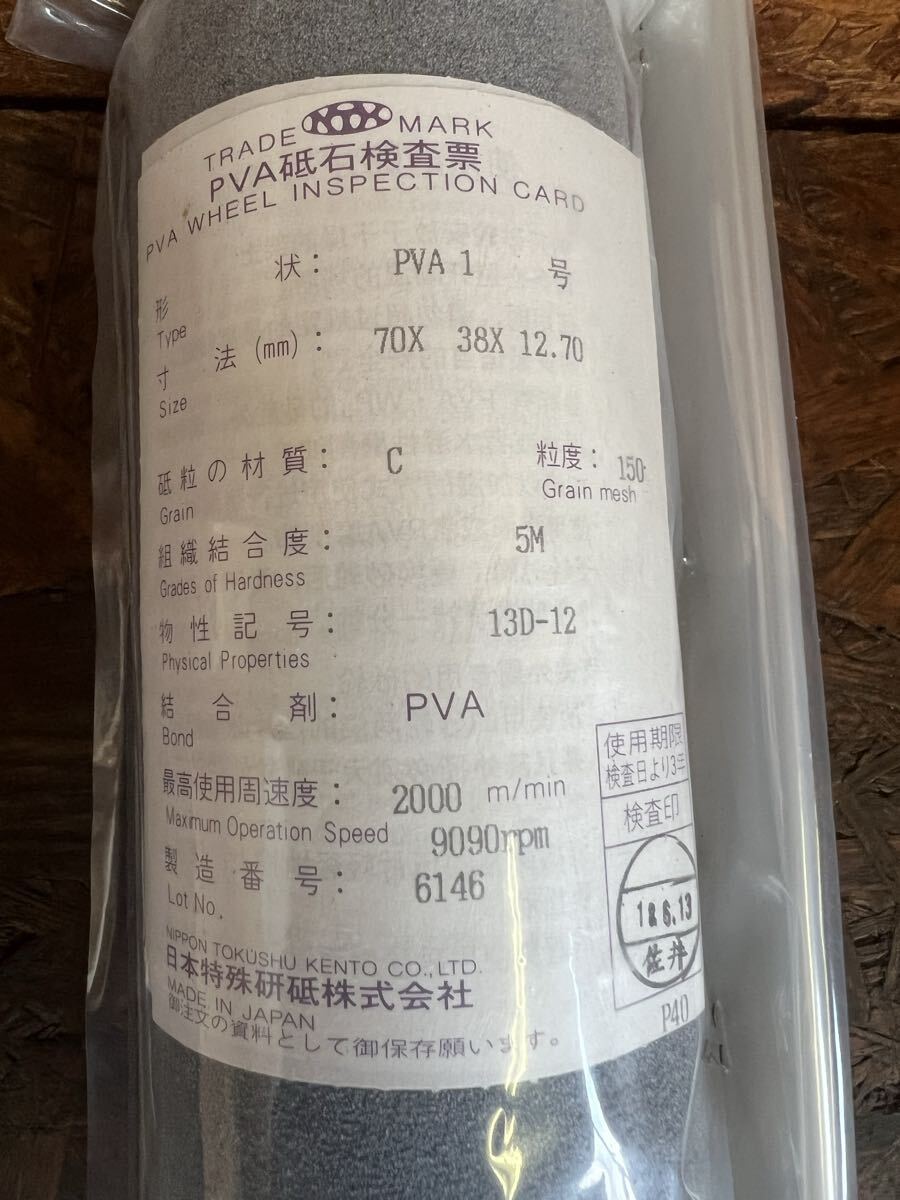 TRADE MARK
PVA砥石検査票
PVA WHEEL INSPECTION CARD
形 状： PVA 1 号
Type
寸 法 (mm)： 70X 38X 12.70
Size
砥粒の材質： C 粒度： 150
Grain Grain mesh
組織結合度： 5M
Grades of Hardness
物性記号： 13D-12
Physical Properties
結合剤： PVA
Bond
最高使用周速度： 2000 m/min
Maximum Operation Speed 9090rpm
製造番号： 6146
Lot No.
使用期限
検査日より3年
検査印
18.6.13
佐井
NIPPON TOKUSHU KENTO CO.,LTD.
日本特殊研砥株式会社
MADE IN JAPAN
御注文の資料として御保存願います。
P40